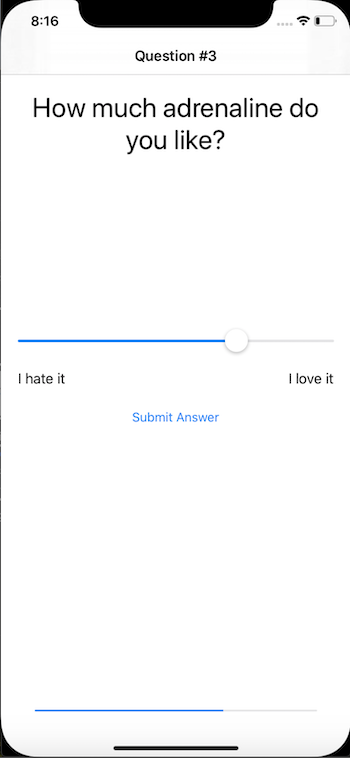 8:16
Question #3
How much adrenaline do
you like?
I hate it
I love it
Submit Answer